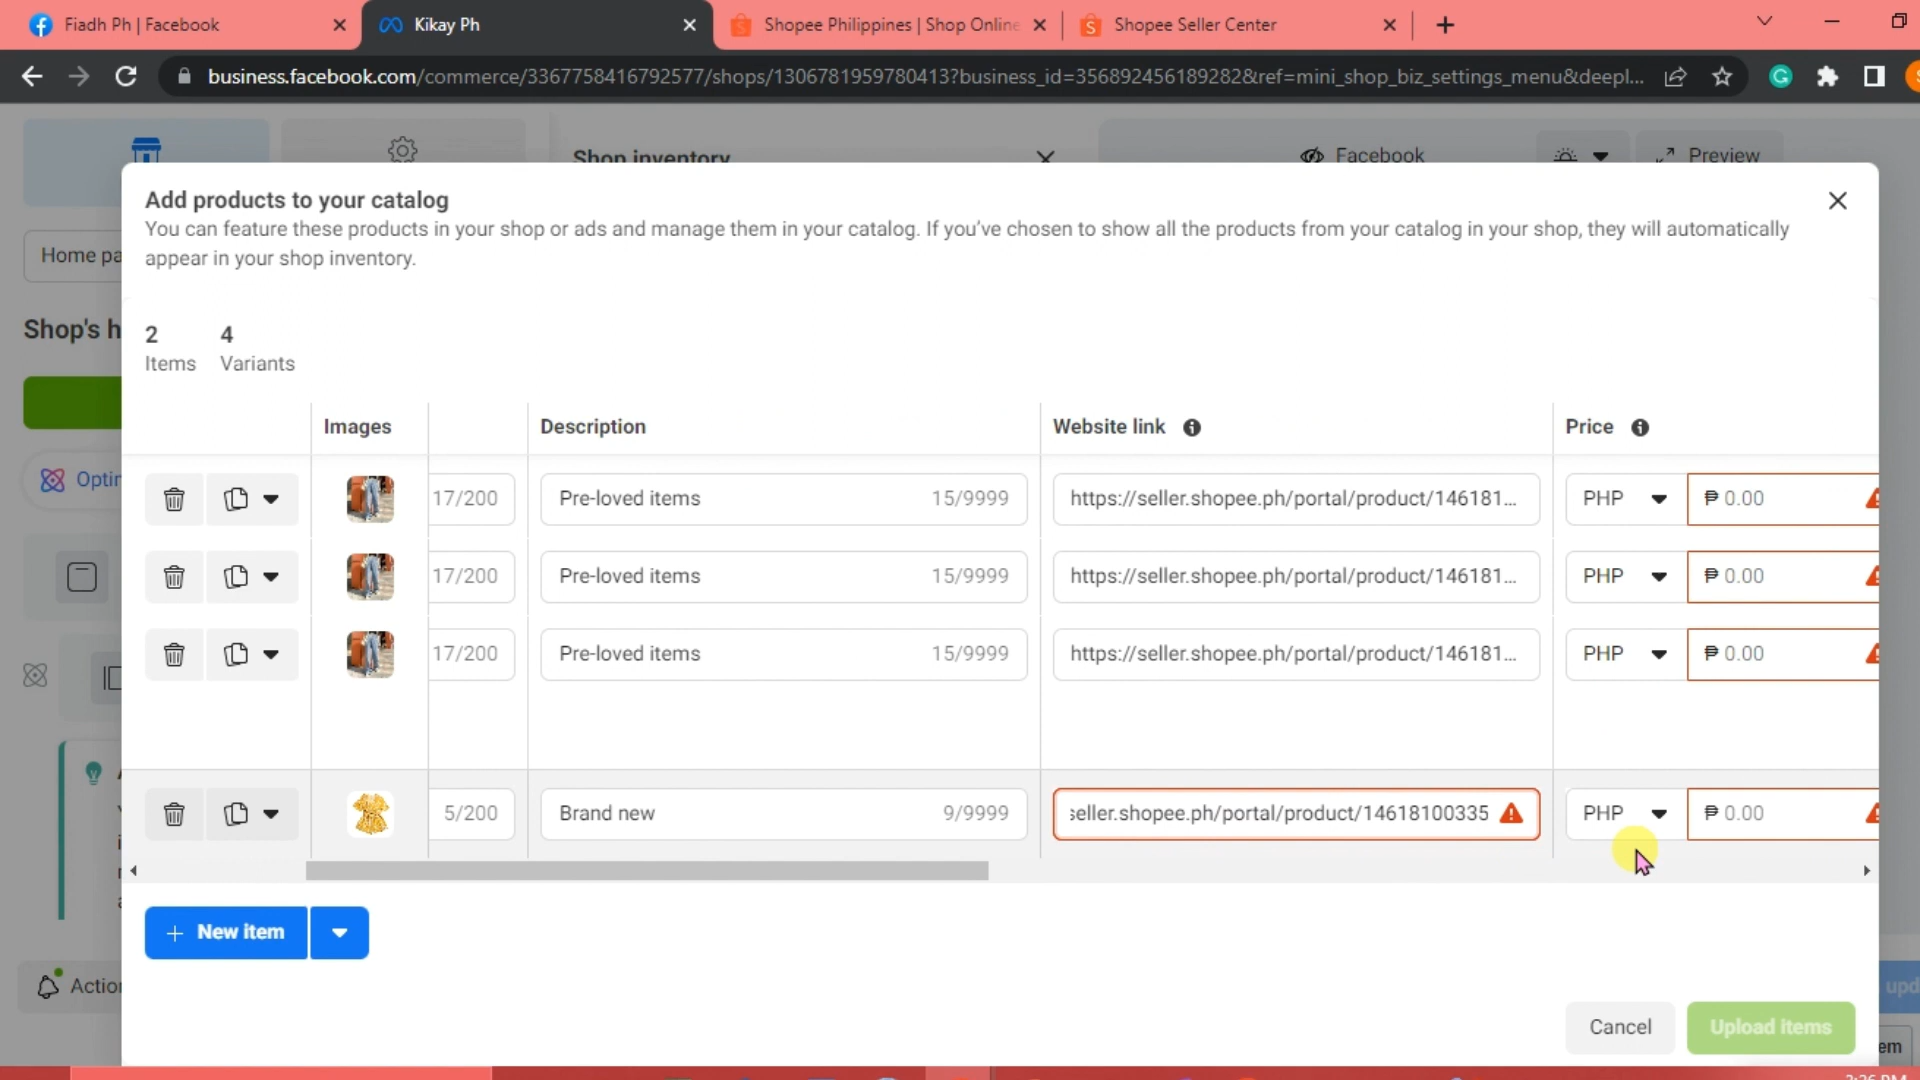 Fiadh Ph | Facebook
Kikay Ph
Shopee Philippines | Shop Online
Shopee Seller Center
business.facebook.com/commerce/3367758416792577/shops/1306781959780413?business_id=356892456189282&ref=mini_shop_biz_settings_menu&deepl...
Shop inventory
Facebook
Preview
Home pa
Shop's h
Optin
Action
Add products to your catalog
You can feature these products in your shop or ads and manage them in your catalog. If you've chosen to show all the products from your catalog in your shop, they will automatically
appear in your shop inventory.
2 4
Items Variants
Images Description Website link Price
17/200 Pre-loved items 15/9999 https://seller.shopee.ph/portal/product/146181... PHP ₱ 0.00
17/200 Pre-loved items 15/9999 https://seller.shopee.ph/portal/product/146181... PHP ₱ 0.00
17/200 Pre-loved items 15/9999 https://seller.shopee.ph/portal/product/146181... PHP ₱ 0.00
5/200 Brand new 9/9999 seller.shopee.ph/portal/product/14618100335 PHP ₱ 0.00
+ New item
upd
Cancel Upload items
em